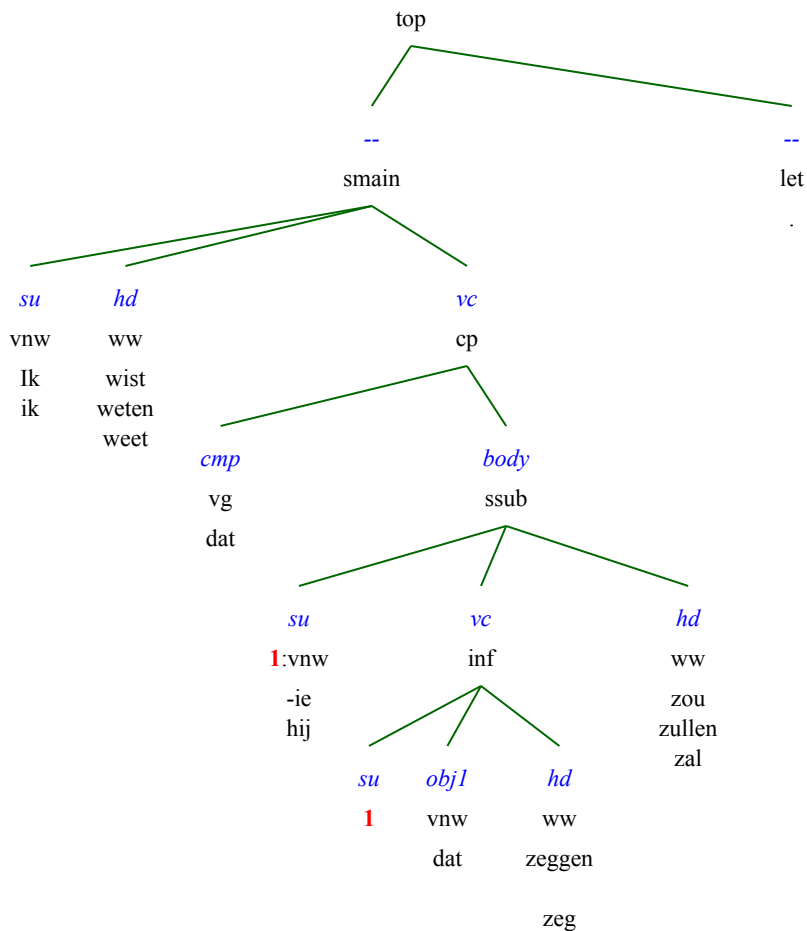 top
-- --
smain let
.
su hd vc
vnw ww cp
Ik wist
ik weten
weet
cmp body
vg ssub
dat
su vc hd
1:vnw inf ww
-ie zou
hij zullen
zal
su obj1 hd
1 vnw ww
dat zeggen
zeg